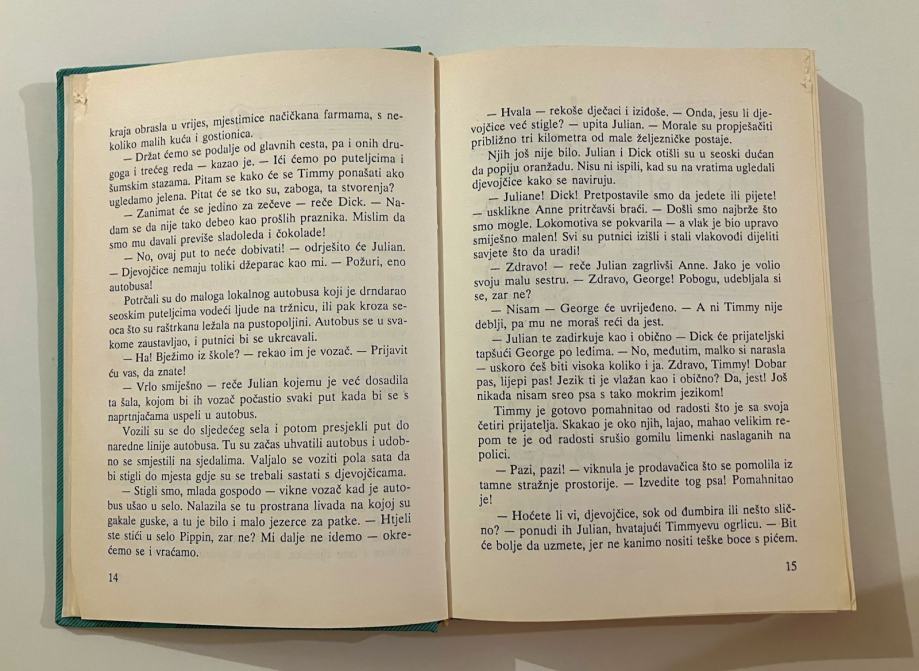 kraja obrasla u vrijes, mjestimice načičkana farmama, s ne-
koliko malih kuća i gostionica.
— Držat ćemo se podalje od glavnih cesta, pa i onih dru-
goga i trećeg reda — kazao je. — Ići ćemo po puteljcima i
šumskim stazama. Pitam se kako će se Timmy ponašati ako
ugledamo jelena. Pitat će se tko su, zaboga, ta stvorenja?
— Zanimat će se jedino za zečeve — reče Dick. — Na-
dam se da nije tako debeo kao prošlih praznika. Mislim da
smo mu davali previše sladoleda i čokolade!
— No, ovaj put to neće dobivati! — odrješito će Julian.
— Djevojčice nemaju toliki džeparac kao mi. — Požuri, eno
autobusa!
Potrčali su do maloga lokalnog autobusa koji je drndarao
seoskim puteljcima vodeći ljude na tržnicu, ili pak kroza se-
oca što su raštrkana ležala na pustopoljini. Autobus se u sva-
kome zaustavljao, i putnici bi se ukrcavali.
— Ha! Bježimo iz škole? — rekao im je vozač. — Prijavit
ću vas, da znate!
— Vrlo smiješno — reče Julian kojemu je već dosadila
ta šala, kojom bi ih vozač počastio svaki put kada bi se s
naprtnjačama uspeli u autobus.
Vozili su se do sljedećeg sela i potom presjekli put do
naredne linije autobusa. Tu su začas uhvatili autobus i udob-
no se smjestili na sjedalima. Valjalo se voziti pola sata da
bi stigli do mjesta gdje su se trebali sastati s djevojčicama.
— Stigli smo, mlada gospodo — vikne vozač kad je auto-
bus ušao u selo. Nalazila se tu prostrana livada na kojoj su
gakale guske, a tu je bilo i malo jezerce za patke. — Htjeli
ste stići u selo Pippin, zar ne? Mi dalje ne idemo — okre-
ćemo se i vraćamo.
14
— Hvala — rekoše dječaci i iziđoše. — Onda, jesu li dje-
vojčice već stigle? — upita Julian. — Morale su propješačiti
približno tri kilometra od male željezničke postaje.
Njih još nije bilo. Julian i Dick otišli su u seoski dućan
da popiju oranžadu. Nisu ni ispili, kad su na vratima ugledali
djevojčice kako se naviruju.
— Juliane! Dick! Pretpostavile smo da jedete ili pijete!
— usklikne Anne pritrčavši braći. — Došli smo najbrže što
smo mogle. Lokomotiva se pokvarila — a vlak je bio upravo
smiješno malen! Svi su putnici izišli i stali vlakovođi dijeliti
savjete što da uradi!
— Zdravo! — reče Julian zagrlivši Anne. Jako je volio
svoju malu sestru. — Zdravo, George! Pobogu, udebljala si
se, zar ne?
— Nisam — George će uvrijeđeno. — A ni Timmy nije
deblji, pa mu ne moraš reći da jest.
— Julian te zadirkuje kao i obično — Dick će prijateljski
tapšući George po leđima. — No, međutim, malko si narasla
— uskoro ćeš biti visoka koliko i ja. Zdravo, Timmy! Dobar
pas, lijepi pas! Jezik ti je vlažan kao i obično? Da, jest! Još
nikada nisam sreo psa s tako mokrim jezikom!
Timmy je gotovo pomahnitao od radosti što je sa svoja
četiri prijatelja. Skakao je oko njih, lajao, mahao velikim re-
pom te je od radosti srušio gomilu limenki naslaganih na
polici.
— Pazi, pazi! — viknula je prodavačica što se pomolila iz
tamne stražnje prostorije. — Izvedite tog psa! Pomahnitao
je!
— Hoćete li vi, djevojčice, sok od đumbira ili nešto slič-
no? — ponudi ih Julian, hvatajući Timmyevu ogrlicu. — Bit
će bolje da uzmete, jer ne kanimo nositi teške boce s pićem.
15